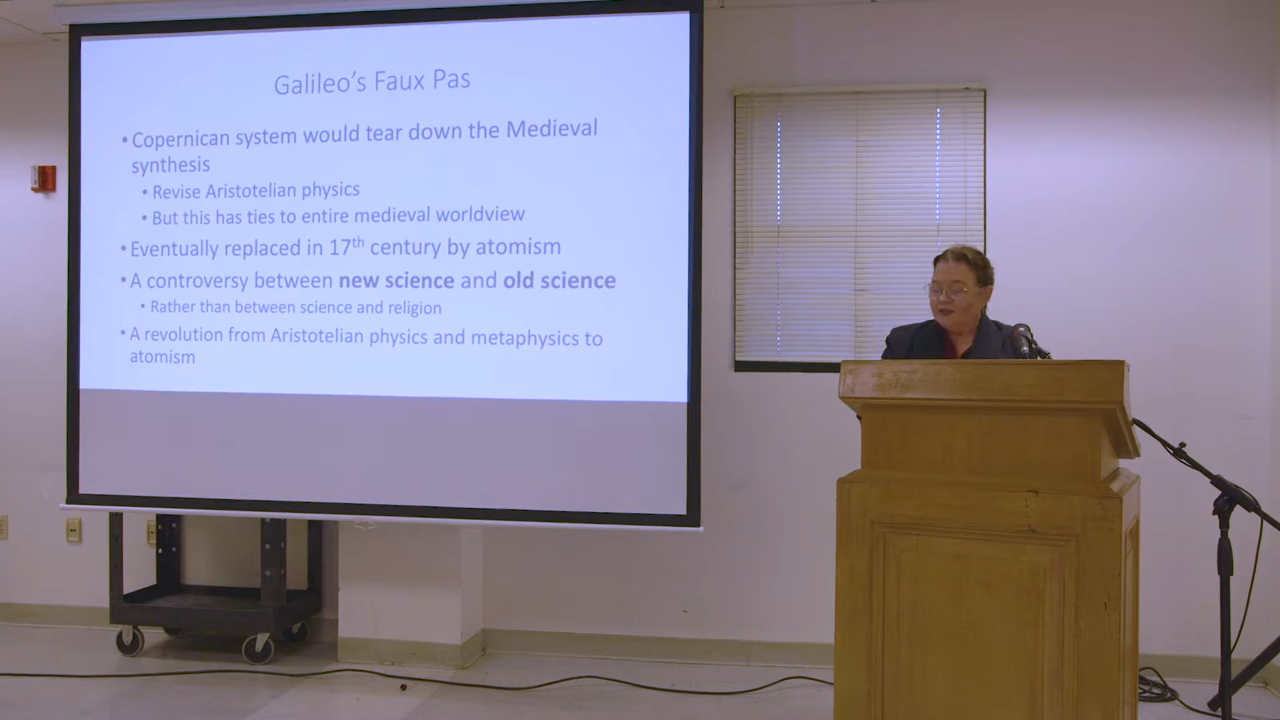 Galileo's Faux Pas
• Copernican system would tear down the Medieval
synthesis
• Revise Aristotelian physics
• But this has ties to entire medieval worldview
• Eventually replaced in 17th century by atomism
• A controversy between new science and old science
• Rather than between science and religion
• A revolution from Aristotelian physics and metaphysics to
atomism